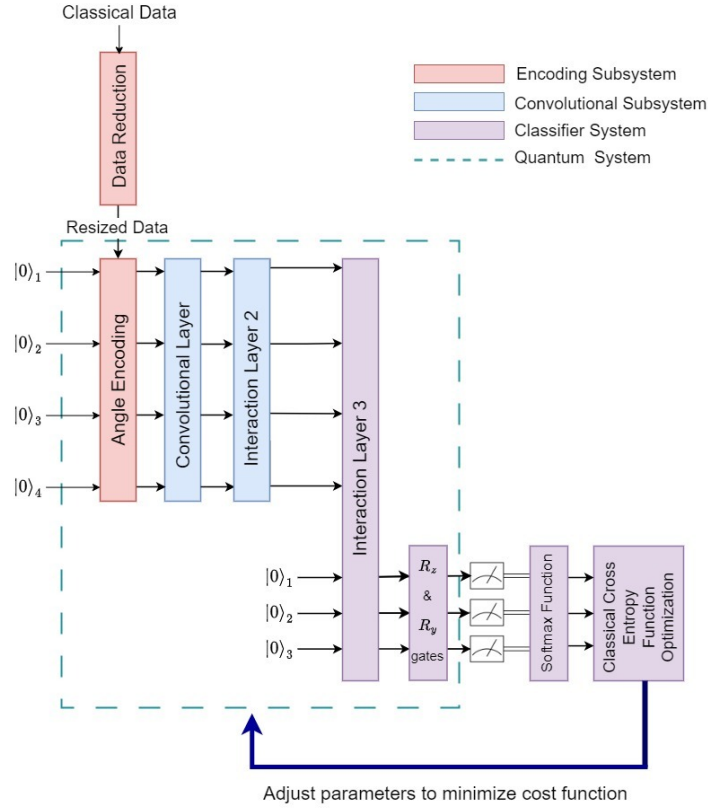 Classical Data
Data Reduction
Resized Data
Encoding Subsystem
Convolutional Subsystem
Classifier System
Quantum System
|0⟩₁
|0⟩₂
|0⟩₃
|0⟩₄
Angle Encoding
Convolutional Layer
Interaction Layer 2
Interaction Layer 3
|0⟩₁
|0⟩₂
|0⟩₃
R_z
&
R_y
gates
Softmax Function
Classical Cross
Entropy
Function
Optimization
Adjust parameters to minimize cost function